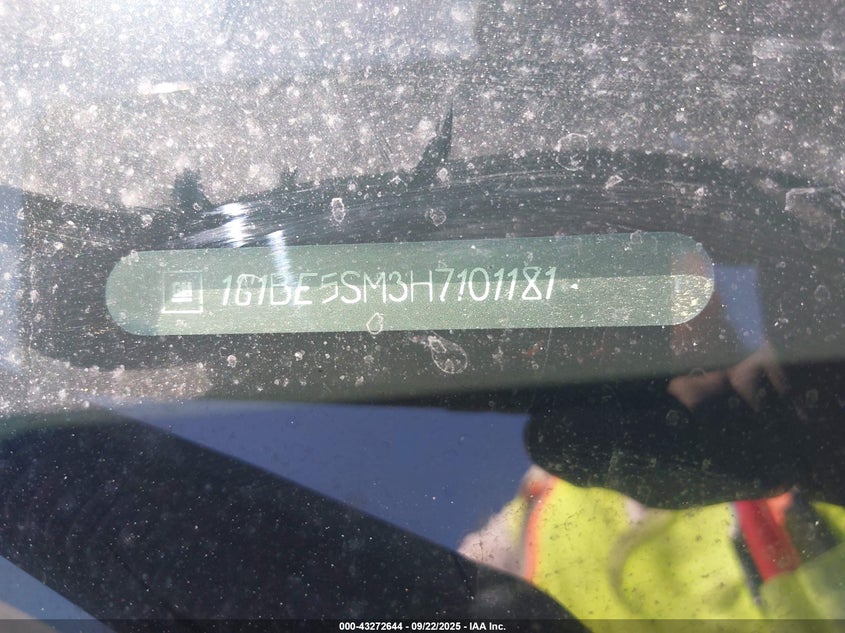 1G1BE5SM3H7101181
000-43272644 - 09/22/2025 - IAA Inc.